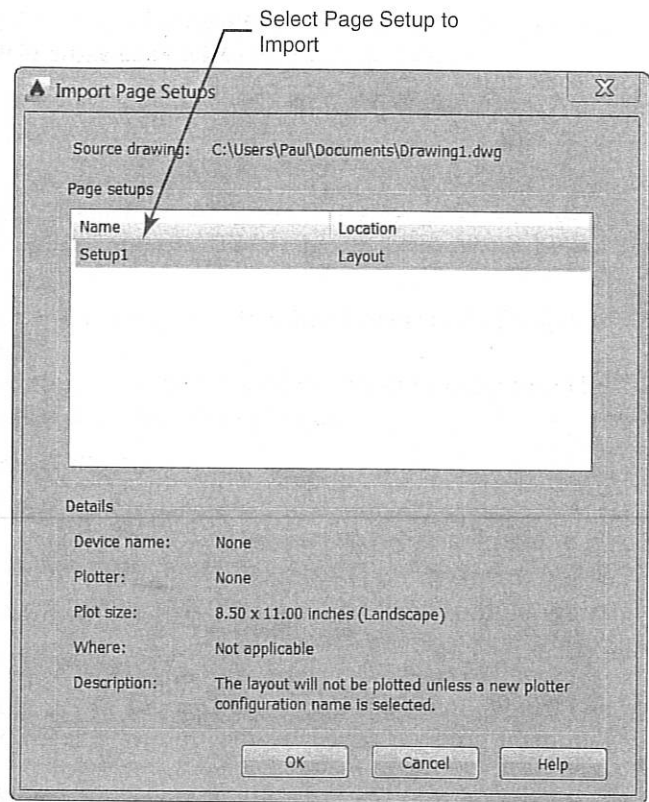 Select Page Setup to
Import
Import Page Setups
Source drawing: C:\Users\Paul\Documents\Drawing1.dwg
Page setups
Name Location
Setup1 Layout
Details
Device name: None
Plotter: None
Plot size: 8.50 x 11.00 inches (Landscape)
Where: Not applicable
Description: The layout will not be plotted unless a new plotter
configuration name is selected.
OK Cancel Help